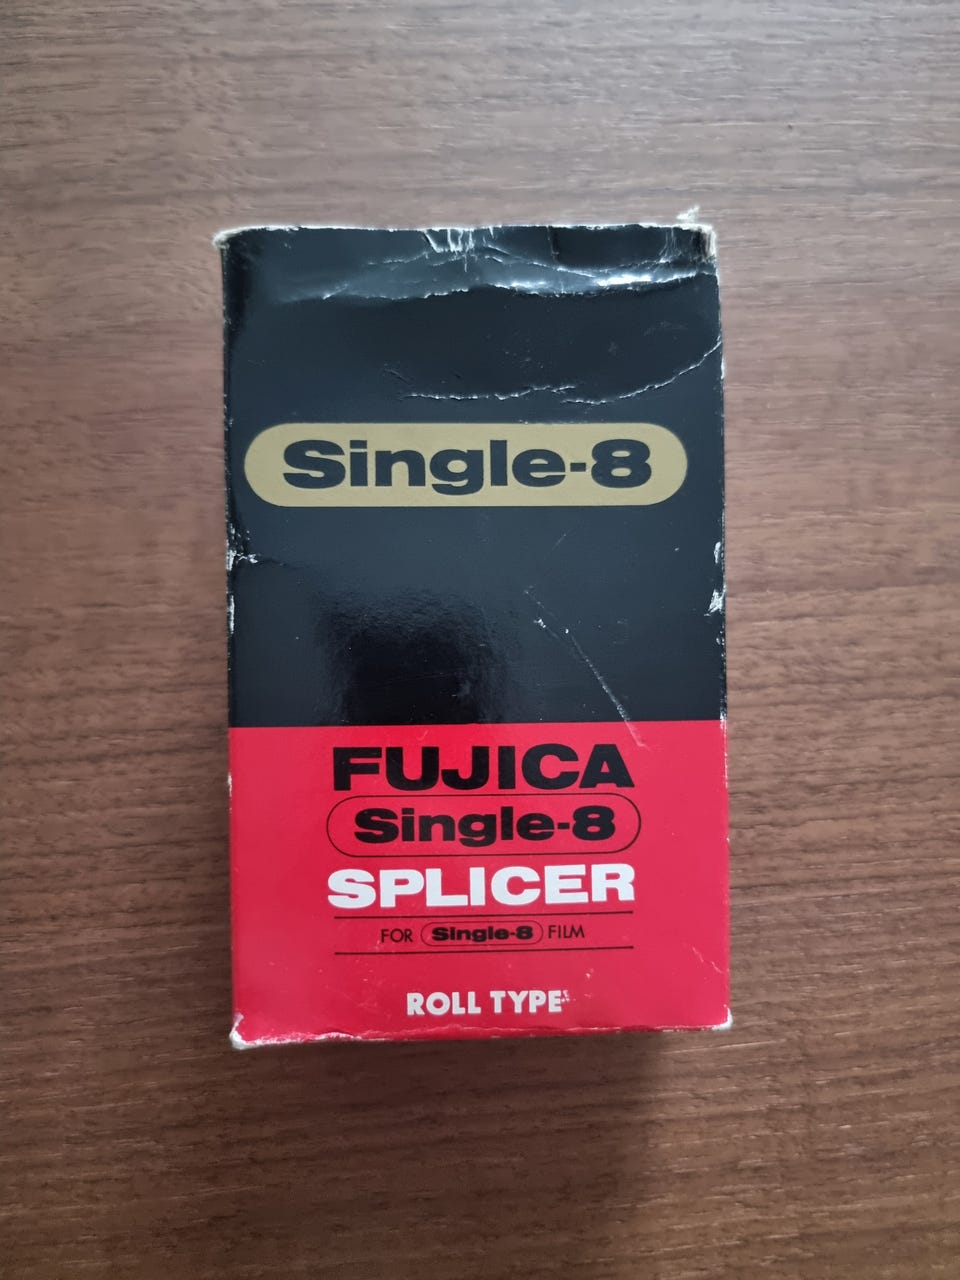 Single-8
FUJICA
Single-8
SPLICER
FOR Single-8 FILM
ROLL TYPE